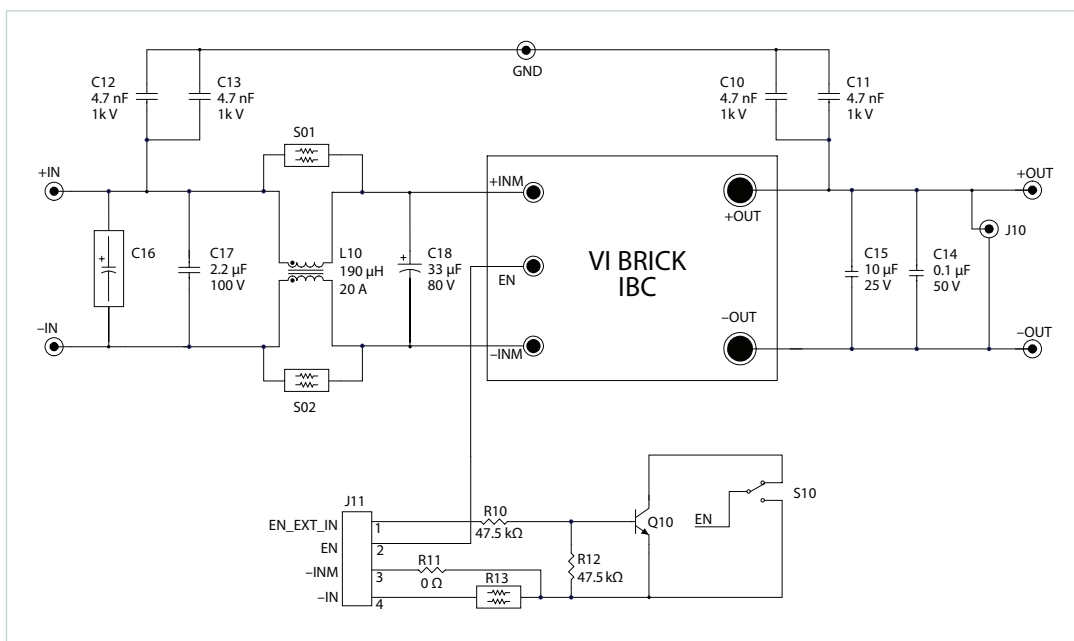 GND
C12
4.7 nF
1k V
C13
4.7 nF
1k V
C10
4.7 nF
1k V
C11
4.7 nF
1k V
S01
+IN
+INM
+OUT
+OUT
J10
C16
+
C17
2.2 µF
100 V
L10
190 µH
20 A
+
C18
33 µF
80 V
EN
VI BRICK
IBC
C15
10 µF
25 V
C14
0.1 µF
50 V
–IN
–INM
–OUT
–OUT
S02
J11
EN_EXT_IN
1
EN
2
–INM
3
–IN
4
R10
47.5 kΩ
R11
0 Ω
R13
R12
47.5 kΩ
Q10
EN
S10